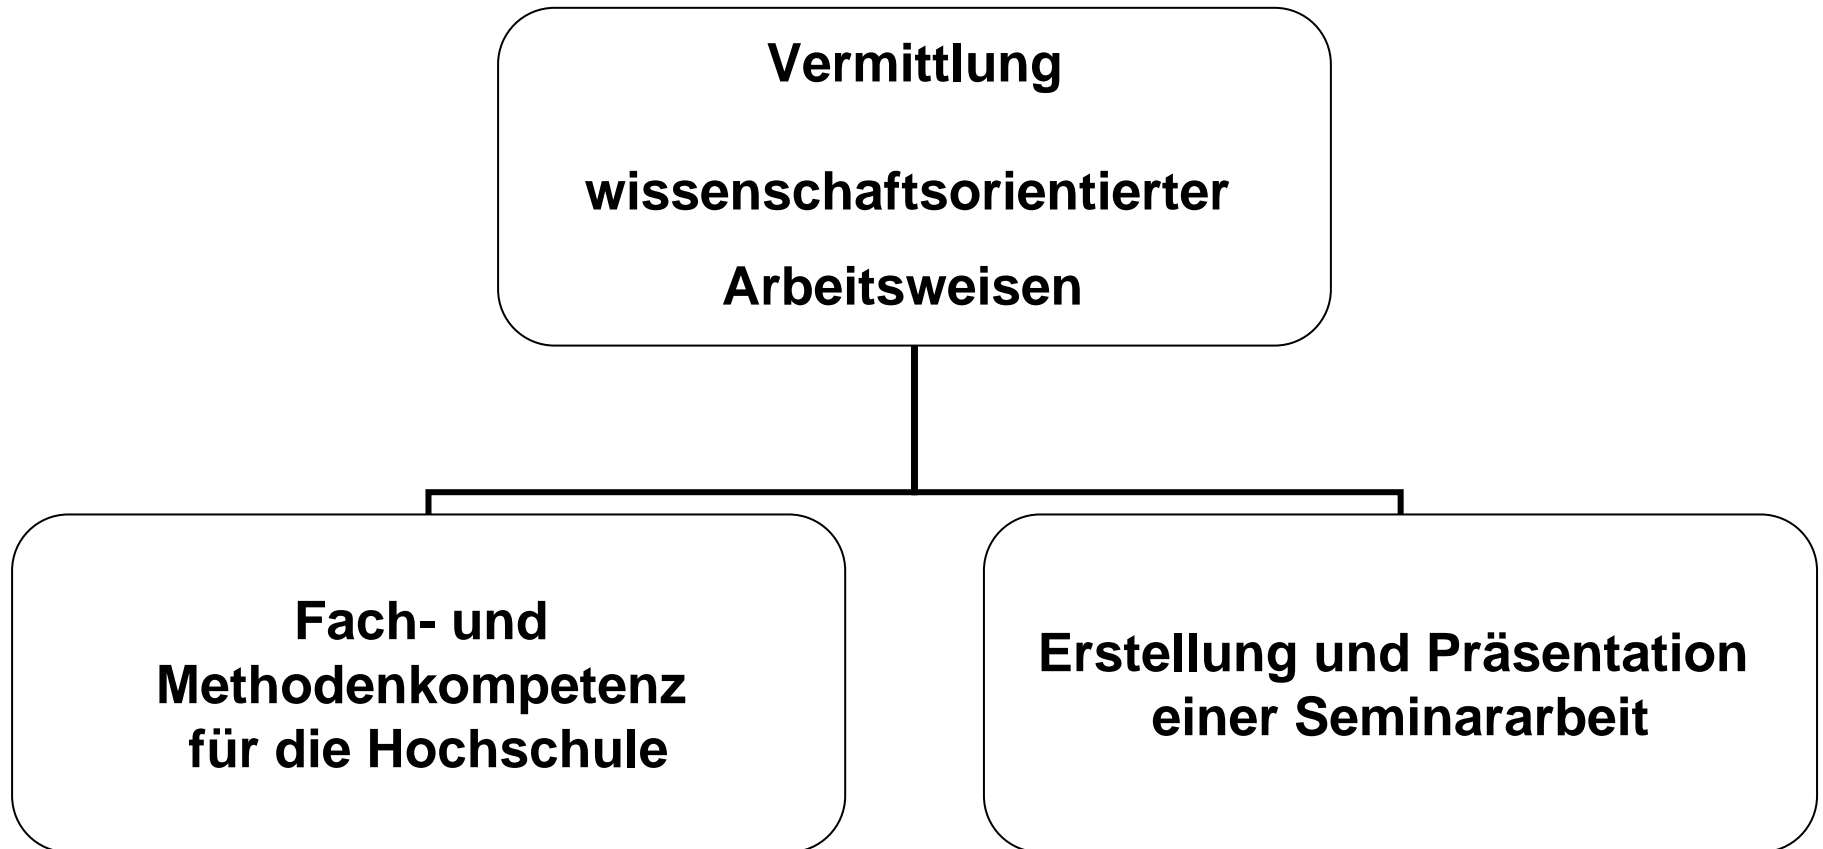 Vermittlung
wissenschaftsorientierter
Arbeitsweisen
Fach- und
Methodenkompetenz
für die Hochschule
Erstellung und Präsentation
einer Seminararbeit